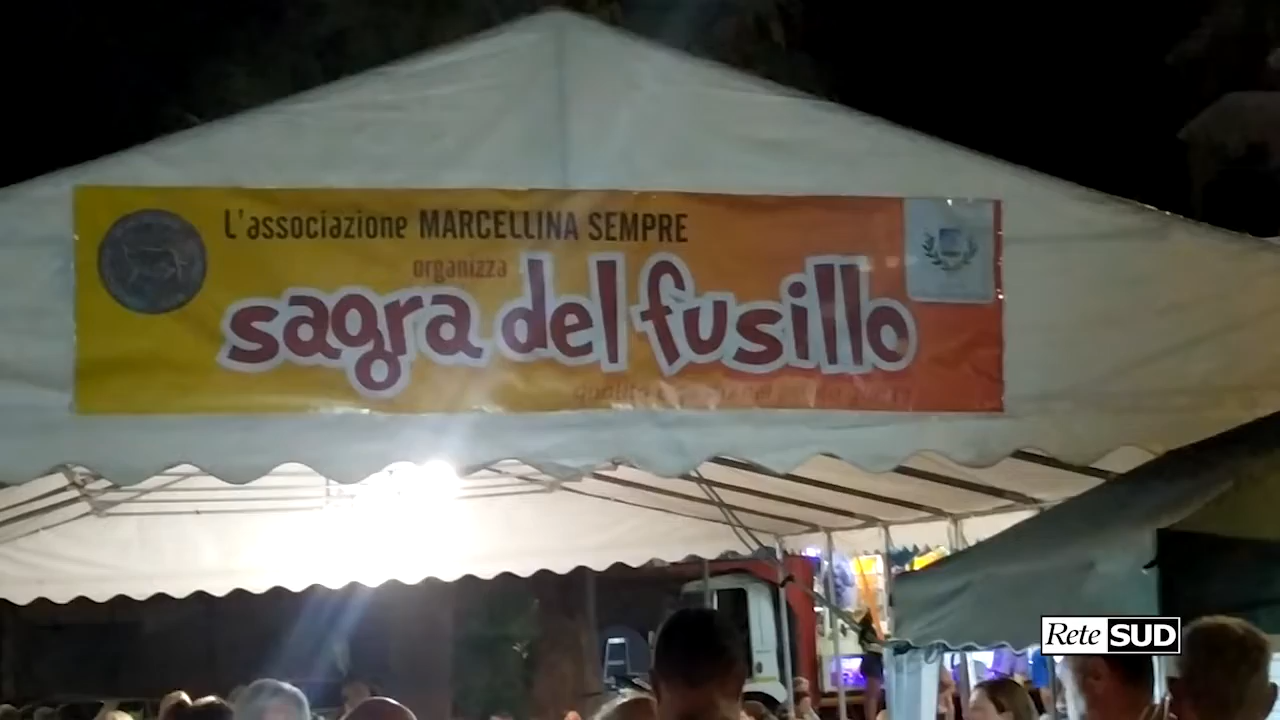 L'associazione MARCELLINA SEMPRE
organizza
sagra del fusillo
Rete SUD